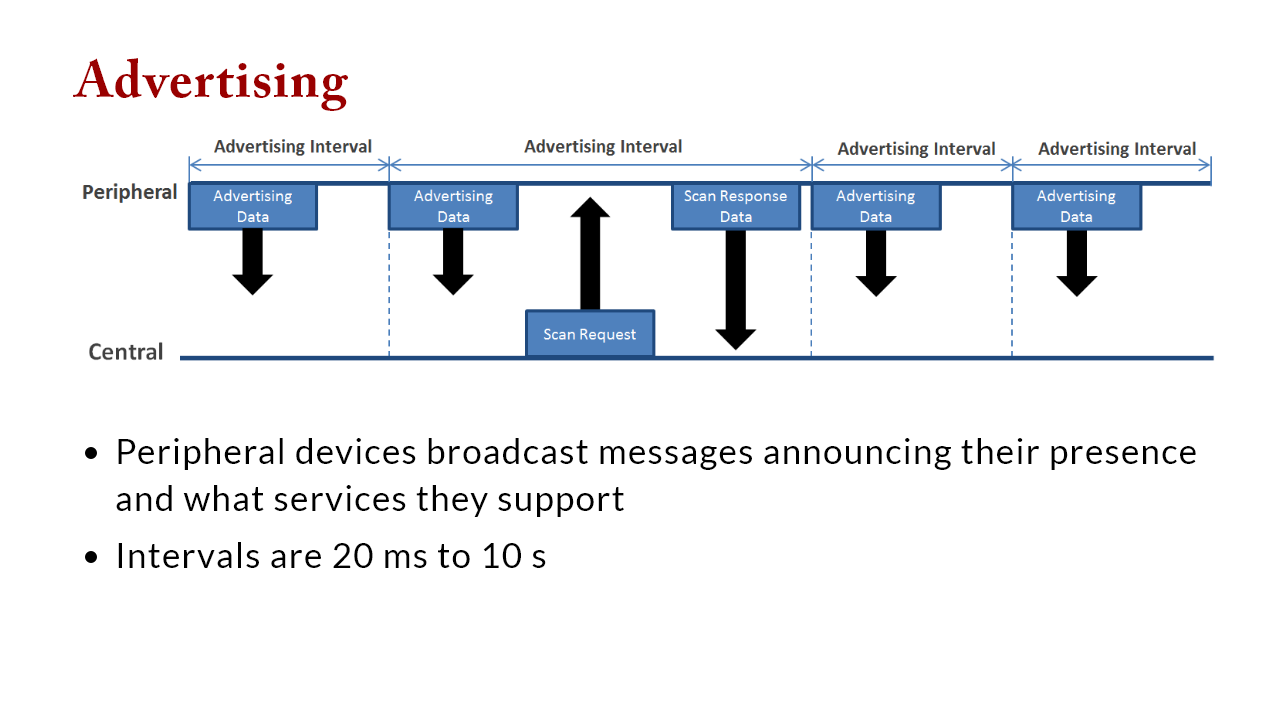 Advertising
Advertising Interval
Advertising Interval
Advertising Interval
Advertising Interval
Peripheral
Advertising
Data
Advertising
Data
Scan Response
Data
Advertising
Data
Advertising
Data
Scan Request
Central
• Peripheral devices broadcast messages announcing their presence
and what services they support
• Intervals are 20 ms to 10 s